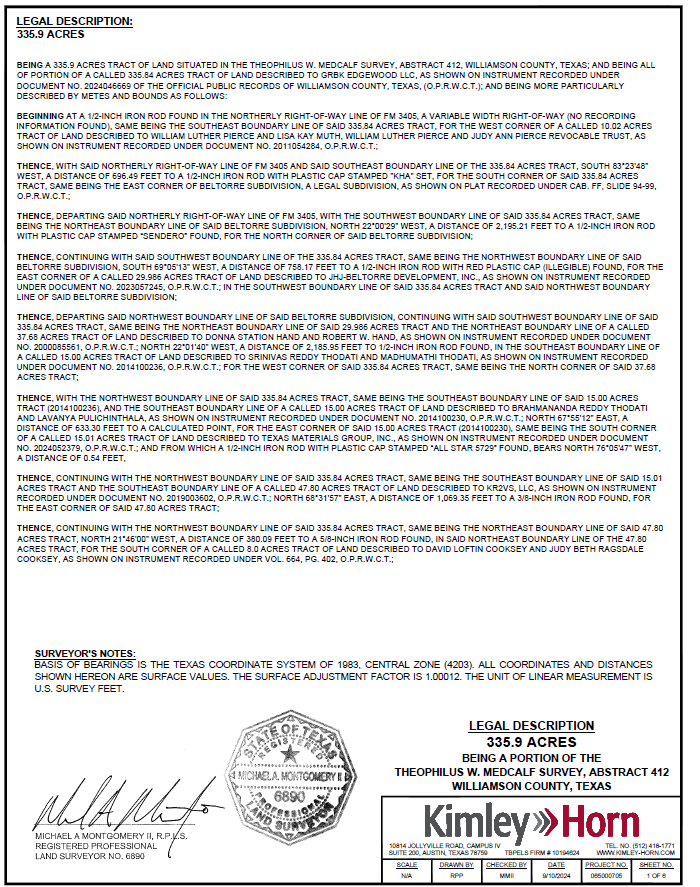 LEGAL DESCRIPTION:
335.9 ACRES
BEING A 335.9 ACRES TRACT OF LAND SITUATED IN THE THEOPHILUS W. MEDCALF SURVEY, ABSTRACT 412, WILLIAMSON COUNTY, TEXAS; AND BEING ALL
OF PORTION OF A CALLED 335.84 ACRES TRACT OF LAND DESCRIBED TO GRBK EDGEWOOD LLC, AS SHOWN ON INSTRUMENT RECORDED UNDER
DOCUMENT NO. 2024046669 OF THE OFFICIAL PUBLIC RECORDS OF WILLIAMSON COUNTY, TEXAS, (O.P.R.W.C.T.); AND BEING MORE PARTICULARLY
DESCRIBED BY METES AND BOUNDS AS FOLLOWS:
BEGINNING AT A 1/2-INCH IRON ROD FOUND IN THE NORTHERLY RIGHT-OF-WAY LINE OF FM 3405, A VARIABLE WIDTH RIGHT-OF-WAY (NO RECORDING
INFORMATION FOUND), SAME BEING THE SOUTHEAST BOUNDARY LINE OF SAID 335.84 ACRES TRACT, FOR THE WEST CORNER OF A CALLED 10.02 ACRES
TRACT OF LAND DESCRIBED TO WILLIAM LUTHER PIERCE AND LISA KAY MUTH, WILLIAM LUTHER PIERCE AND JUDY ANN PIERCE REVOCABLE TRUST, AS
SHOWN ON INSTRUMENT RECORDED UNDER DOCUMENT NO. 2011054284, O.P.R.W.C.T.;
THENCE, WITH SAID NORTHERLY RIGHT-OF-WAY LINE OF FM 3405 AND SAID SOUTHEAST BOUNDARY LINE OF THE 335.84 ACRES TRACT, SOUTH 83°23'48"
WEST, A DISTANCE OF 696.49 FEET TO A 1/2-INCH IRON ROD WITH PLASTIC CAP STAMPED "KHA" SET, FOR THE SOUTH CORNER OF SAID 335.84 ACRES
TRACT, SAME BEING THE EAST CORNER OF BELTORRE SUBDIVISION, A LEGAL SUBDIVISION, AS SHOWN ON PLAT RECORDED UNDER CAB. FF, SLIDE 94-99,
O.P.R.W.C.T.;
THENCE, DEPARTING SAID NORTHERLY RIGHT-OF-WAY LINE OF FM 3405, WITH THE SOUTHWEST BOUNDARY LINE OF SAID 335.84 ACRES TRACT, SAME
BEING THE NORTHEAST BOUNDARY LINE OF SAID BELTORRE SUBDIVISION, NORTH 22°00'29" WEST, A DISTANCE OF 2,195.21 FEET TO A 1/2-INCH IRON ROD
WITH PLASTIC CAP STAMPED "SENDERO" FOUND, FOR THE NORTH CORNER OF SAID BELTORRE SUBDIVISION;
THENCE, CONTINUING WITH SAID SOUTHWEST BOUNDARY LINE OF THE 335.84 ACRES TRACT, SAME BEING THE NORTHWEST BOUNDARY LINE OF SAID
BELTORRE SUBDIVISION, SOUTH 69°05'13" WEST, A DISTANCE OF 758.17 FEET TO A 1/2-INCH IRON ROD WITH RED PLASTIC CAP (ILLEGIBLE) FOUND, FOR THE
EAST CORNER OF A CALLED 29.986 ACRES TRACT OF LAND DESCRIBED TO JHJ-BELTORRE DEVELOPMENT, INC., AS SHOWN ON INSTRUMENT RECORDED
UNDER DOCUMENT NO. 2023057245, O.P.R.W.C.T.; IN THE SOUTHWEST BOUNDARY LINE OF SAID 335.84 ACRES TRACT AND SAID NORTHWEST BOUNDARY
LINE OF SAID BELTORRE SUBDIVISION;
THENCE, DEPARTING SAID NORTHWEST BOUNDARY LINE OF SAID BELTORRE SUBDIVISION, CONTINUING WITH SAID SOUTHWEST BOUNDARY LINE OF SAID
335.84 ACRES TRACT, SAME BEING THE NORTHEAST BOUNDARY LINE OF SAID 29.986 ACRES TRACT AND THE NORTHEAST BOUNDARY LINE OF A CALLED
37.68 ACRES TRACT OF LAND DESCRIBED TO DONNA STATION HAND AND ROBERT W. HAND, AS SHOWN ON INSTRUMENT RECORDED UNDER DOCUMENT
NO. 2000085561, O.P.R.W.C.T.; NORTH 22°01'40" WEST, A DISTANCE OF 2,185.95 FEET TO 1/2-INCH IRON ROD FOUND, IN THE SOUTHEAST BOUNDARY LINE OF
A CALLED 15.00 ACRES TRACT OF LAND DESCRIBED TO SRINIVAS REDDY THODATI AND MADHUMATHI THODATI, AS SHOWN ON INSTRUMENT RECORDED
UNDER DOCUMENT NO. 2014100236, O.P.R.W.C.T.; FOR THE WEST CORNER OF SAID 335.84 ACRES TRACT, SAME BEING THE NORTH CORNER OF SAID 37.68
ACRES TRACT;
THENCE, WITH THE NORTHWEST BOUNDARY LINE OF SAID 335.84 ACRES TRACT, SAME BEING THE SOUTHEAST BOUNDARY LINE OF SAID 15.00 ACRES
TRACT (2014100236), AND THE SOUTHEAST BOUNDARY LINE OF A CALLED 15.00 ACRES TRACT OF LAND DESCRIBED TO BRAHMANANDA REDDY THODATI
AND LAVANYA PULICHINTHALA, AS SHOWN ON INSTRUMENT RECORDED UNDER DOCUMENT NO. 2014100230, O.P.R.W.C.T.; NORTH 67°55'12" EAST, A
DISTANCE OF 633.30 FEET TO A CALCULATED POINT, FOR THE EAST CORNER OF SAID 15.00 ACRES TRACT (2014100230), SAME BEING THE SOUTH CORNER
OF A CALLED 15.01 ACRES TRACT OF LAND DESCRIBED TO TEXAS MATERIALS GROUP, INC., AS SHOWN ON INSTRUMENT RECORDED UNDER DOCUMENT
NO. 2024052379, O.P.R.W.C.T.; AND FROM WHICH A 1/2-INCH IRON ROD WITH PLASTIC CAP STAMPED "ALL STAR 5729" FOUND, BEARS NORTH 76°05'47" WEST,
A DISTANCE OF 0.54 FEET,
THENCE, CONTINUING WITH THE NORTHWEST BOUNDARY LINE OF SAID 335.84 ACRES TRACT, SAME BEING THE SOUTHEAST BOUNDARY LINE OF SAID 15.01
ACRES TRACT AND THE SOUTHEAST BOUNDARY LINE OF A CALLED 47.80 ACRES TRACT OF LAND DESCRIBED TO KR2VS, LLC, AS SHOWN ON INSTRUMENT
RECORDED UNDER DOCUMENT NO. 2019003602, O.P.R.W.C.T.; NORTH 68°31'57" EAST, A DISTANCE OF 1,069.35 FEET TO A 3/8-INCH IRON ROD FOUND, FOR
THE EAST CORNER OF SAID 47.80 ACRES TRACT;
THENCE, CONTINUING WITH THE NORTHWEST BOUNDARY LINE OF SAID 335.84 ACRES TRACT, SAME BEING THE NORTHEAST BOUNDARY LINE OF SAID 47.80
ACRES TRACT, NORTH 21°46'00" WEST, A DISTANCE OF 380.09 FEET TO A 5/8-INCH IRON ROD FOUND, IN SAID NORTHEAST BOUNDARY LINE OF THE 47.80
ACRES TRACT, FOR THE SOUTH CORNER OF A CALLED 8.0 ACRES TRACT OF LAND DESCRIBED TO DAVID LOFTIN COOKSEY AND JUDY BETH RAGSDALE
COOKSEY, AS SHOWN ON INSTRUMENT RECORDED UNDER VOL. 664, PG. 402, O.P.R.W.C.T.;
SURVEYOR'S NOTES:
BASIS OF BEARINGS IS THE TEXAS COORDINATE SYSTEM OF 1983, CENTRAL ZONE (4203). ALL COORDINATES AND DISTANCES
SHOWN HEREON ARE SURFACE VALUES. THE SURFACE ADJUSTMENT FACTOR IS 1.00012. THE UNIT OF LINEAR MEASUREMENT IS
U.S. SURVEY FEET.
STATE OF TEXAS
REGISTERED
MICHAEL A. MONTGOMERY II
6890
PROFESSIONAL
LAND SURVEYOR
MICHAEL A MONTGOMERY II, R.P.L.S.
REGISTERED PROFESSIONAL
LAND SURVEYOR NO. 6890
LEGAL DESCRIPTION
335.9 ACRES
BEING A PORTION OF THE
THEOPHILUS W. MEDCALF SURVEY, ABSTRACT 412
WILLIAMSON COUNTY, TEXAS
Kimley»Horn
10814 JOLLYVILLE ROAD, CAMPUS IV TEL. NO. (512) 418-1771
SUITE 200, AUSTIN, TEXAS 78759 TBPELS FIRM # 10194624 WWW.KIMLEY-HORN.COM
SCALE DRAWN BY CHECKED BY DATE PROJECT NO. SHEET NO.
N/A RPP MMII 9/10/2024 065000705 1 OF 6